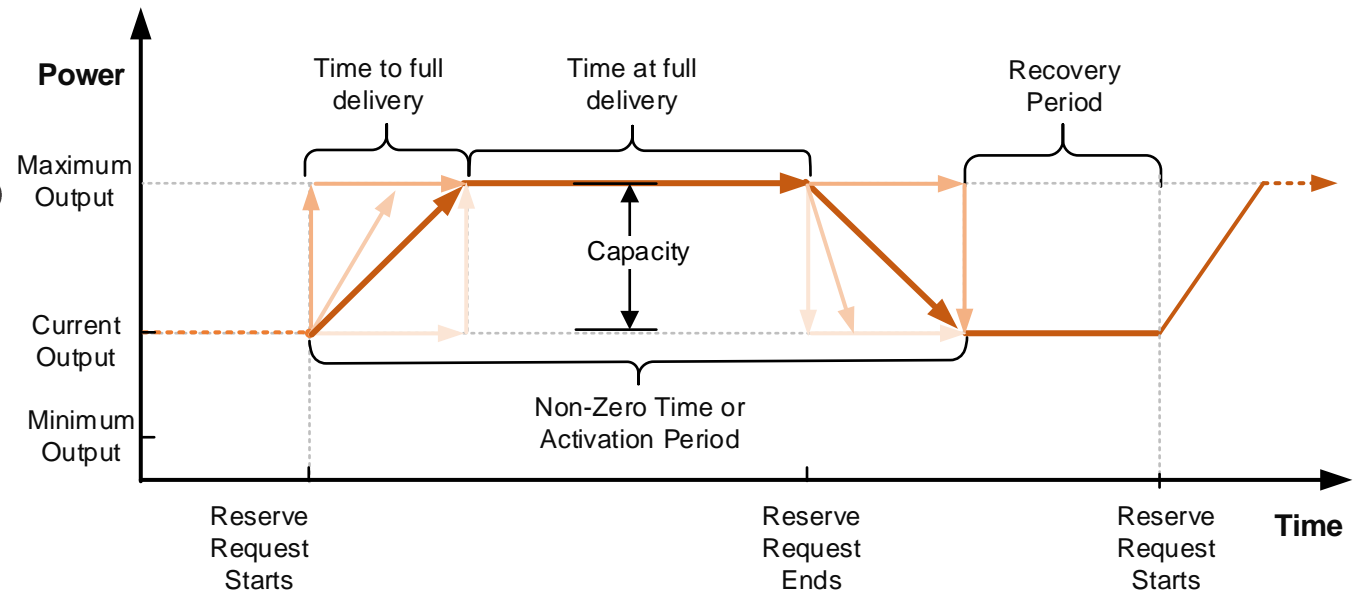 Power
Time to full
delivery
Time at full
delivery
Recovery
Period
Maximum
Output
)
Capacity
Current
Output
Minimum
Output
Non-Zero Time or
Activation Period
Reserve
Request
Starts
Reserve
Request
Ends
Reserve
Request
Starts
Time